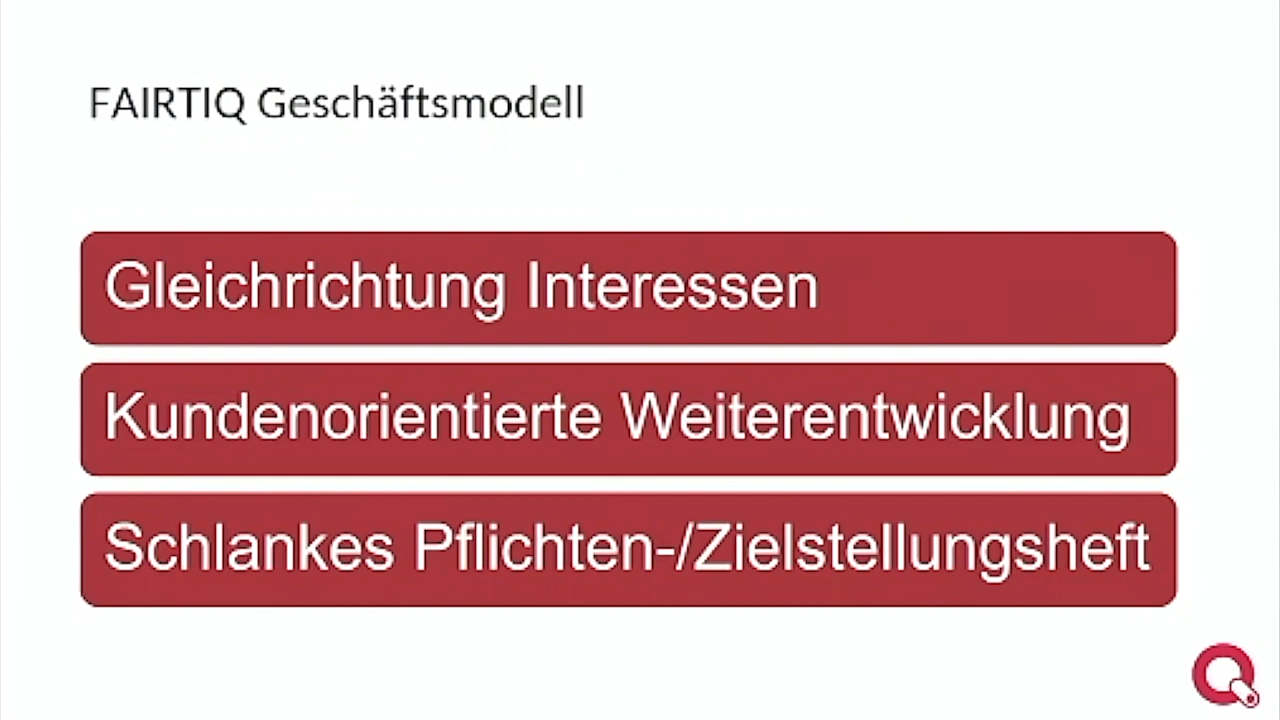 FAIRTIQ Geschäftsmodell
Gleichrichtung Interessen
Kundenorientierte Weiterentwicklung
Schlankes Pflichten-/Zielstellungsheft